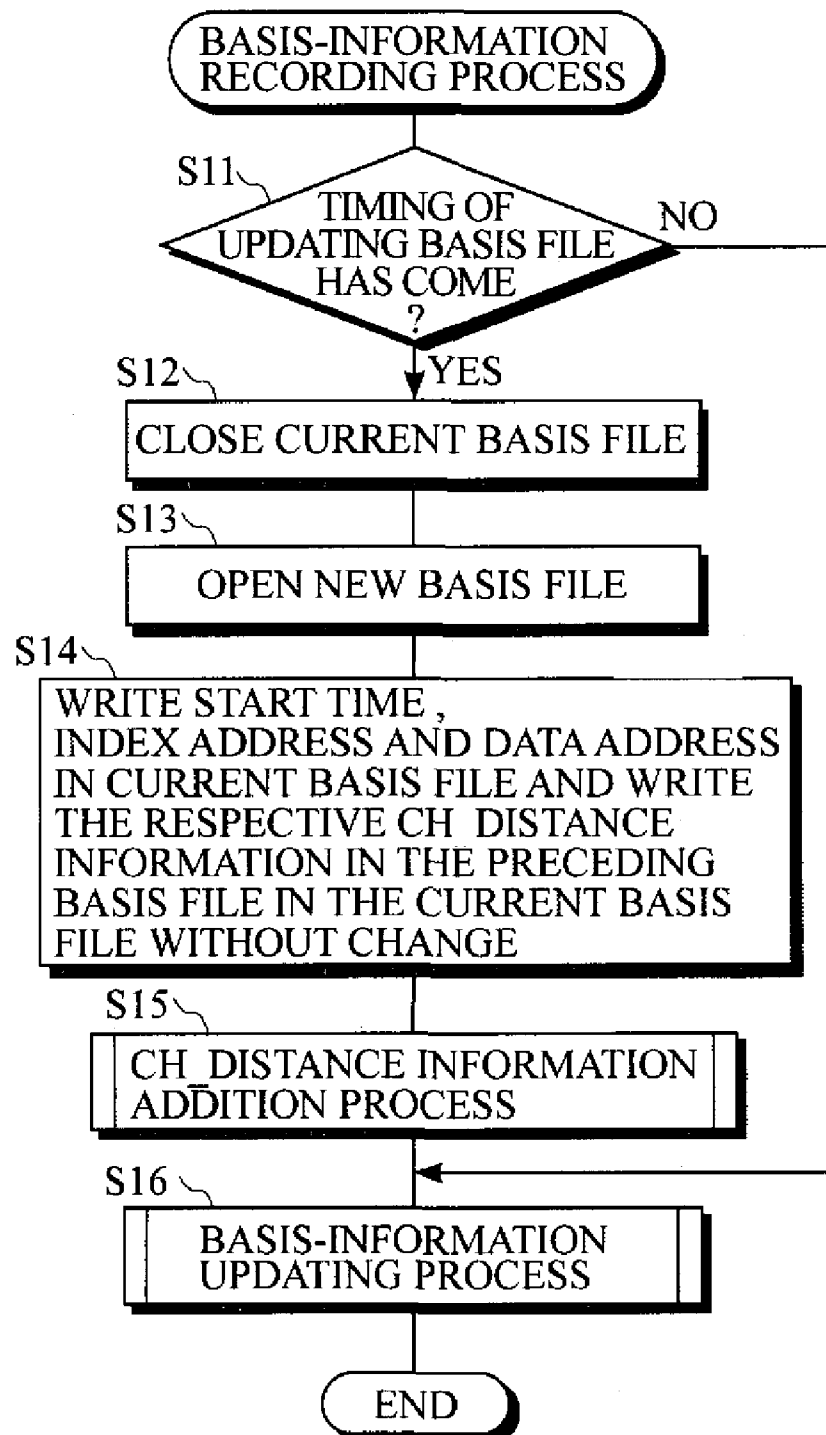 BASIS-INFORMATION
RECORDING PROCESS
S11
TIMING OF
UPDATING BASIS FILE
HAS COME
?
NO
YES
S12
CLOSE CURRENT BASIS FILE
S13
OPEN NEW BASIS FILE
S14
WRITE START TIME ,
INDEX ADDRESS AND DATA ADDRESS
IN CURRENT BASIS FILE AND WRITE
THE RESPECTIVE CH DISTANCE
INFORMATION IN THE PRECEDING
BASIS FILE IN THE CURRENT BASIS
FILE WITHOUT CHANGE
S15
CH_DISTANCE INFORMATION
ADDITION PROCESS
S16
BASIS-INFORMATION
UPDATING PROCESS
END